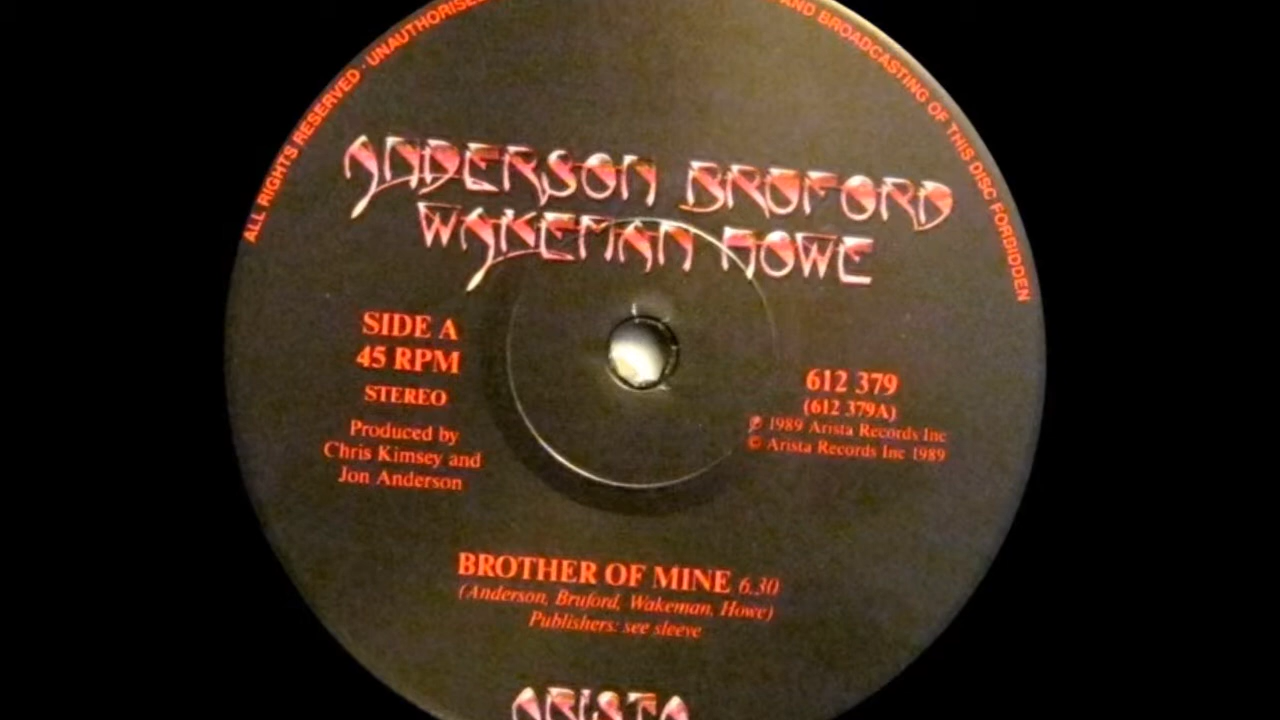 ALL RIGHTS RESERVED · UNAUTHORISED
AND BROADCASTING OF THIS DISC FORBIDDEN
ANDERSON BRUFORD
WAKEMAN HOWE
SIDE A
45 RPM
STEREO
Produced by
Chris Kimsey and
Jon Anderson
612 379
(612 379A)
℗ 1989 Arista Records Inc
© Arista Records Inc 1989
BROTHER OF MINE 6.30
(Anderson, Bruford, Wakeman, Howe)
Publishers: see sleeve
ARISTA